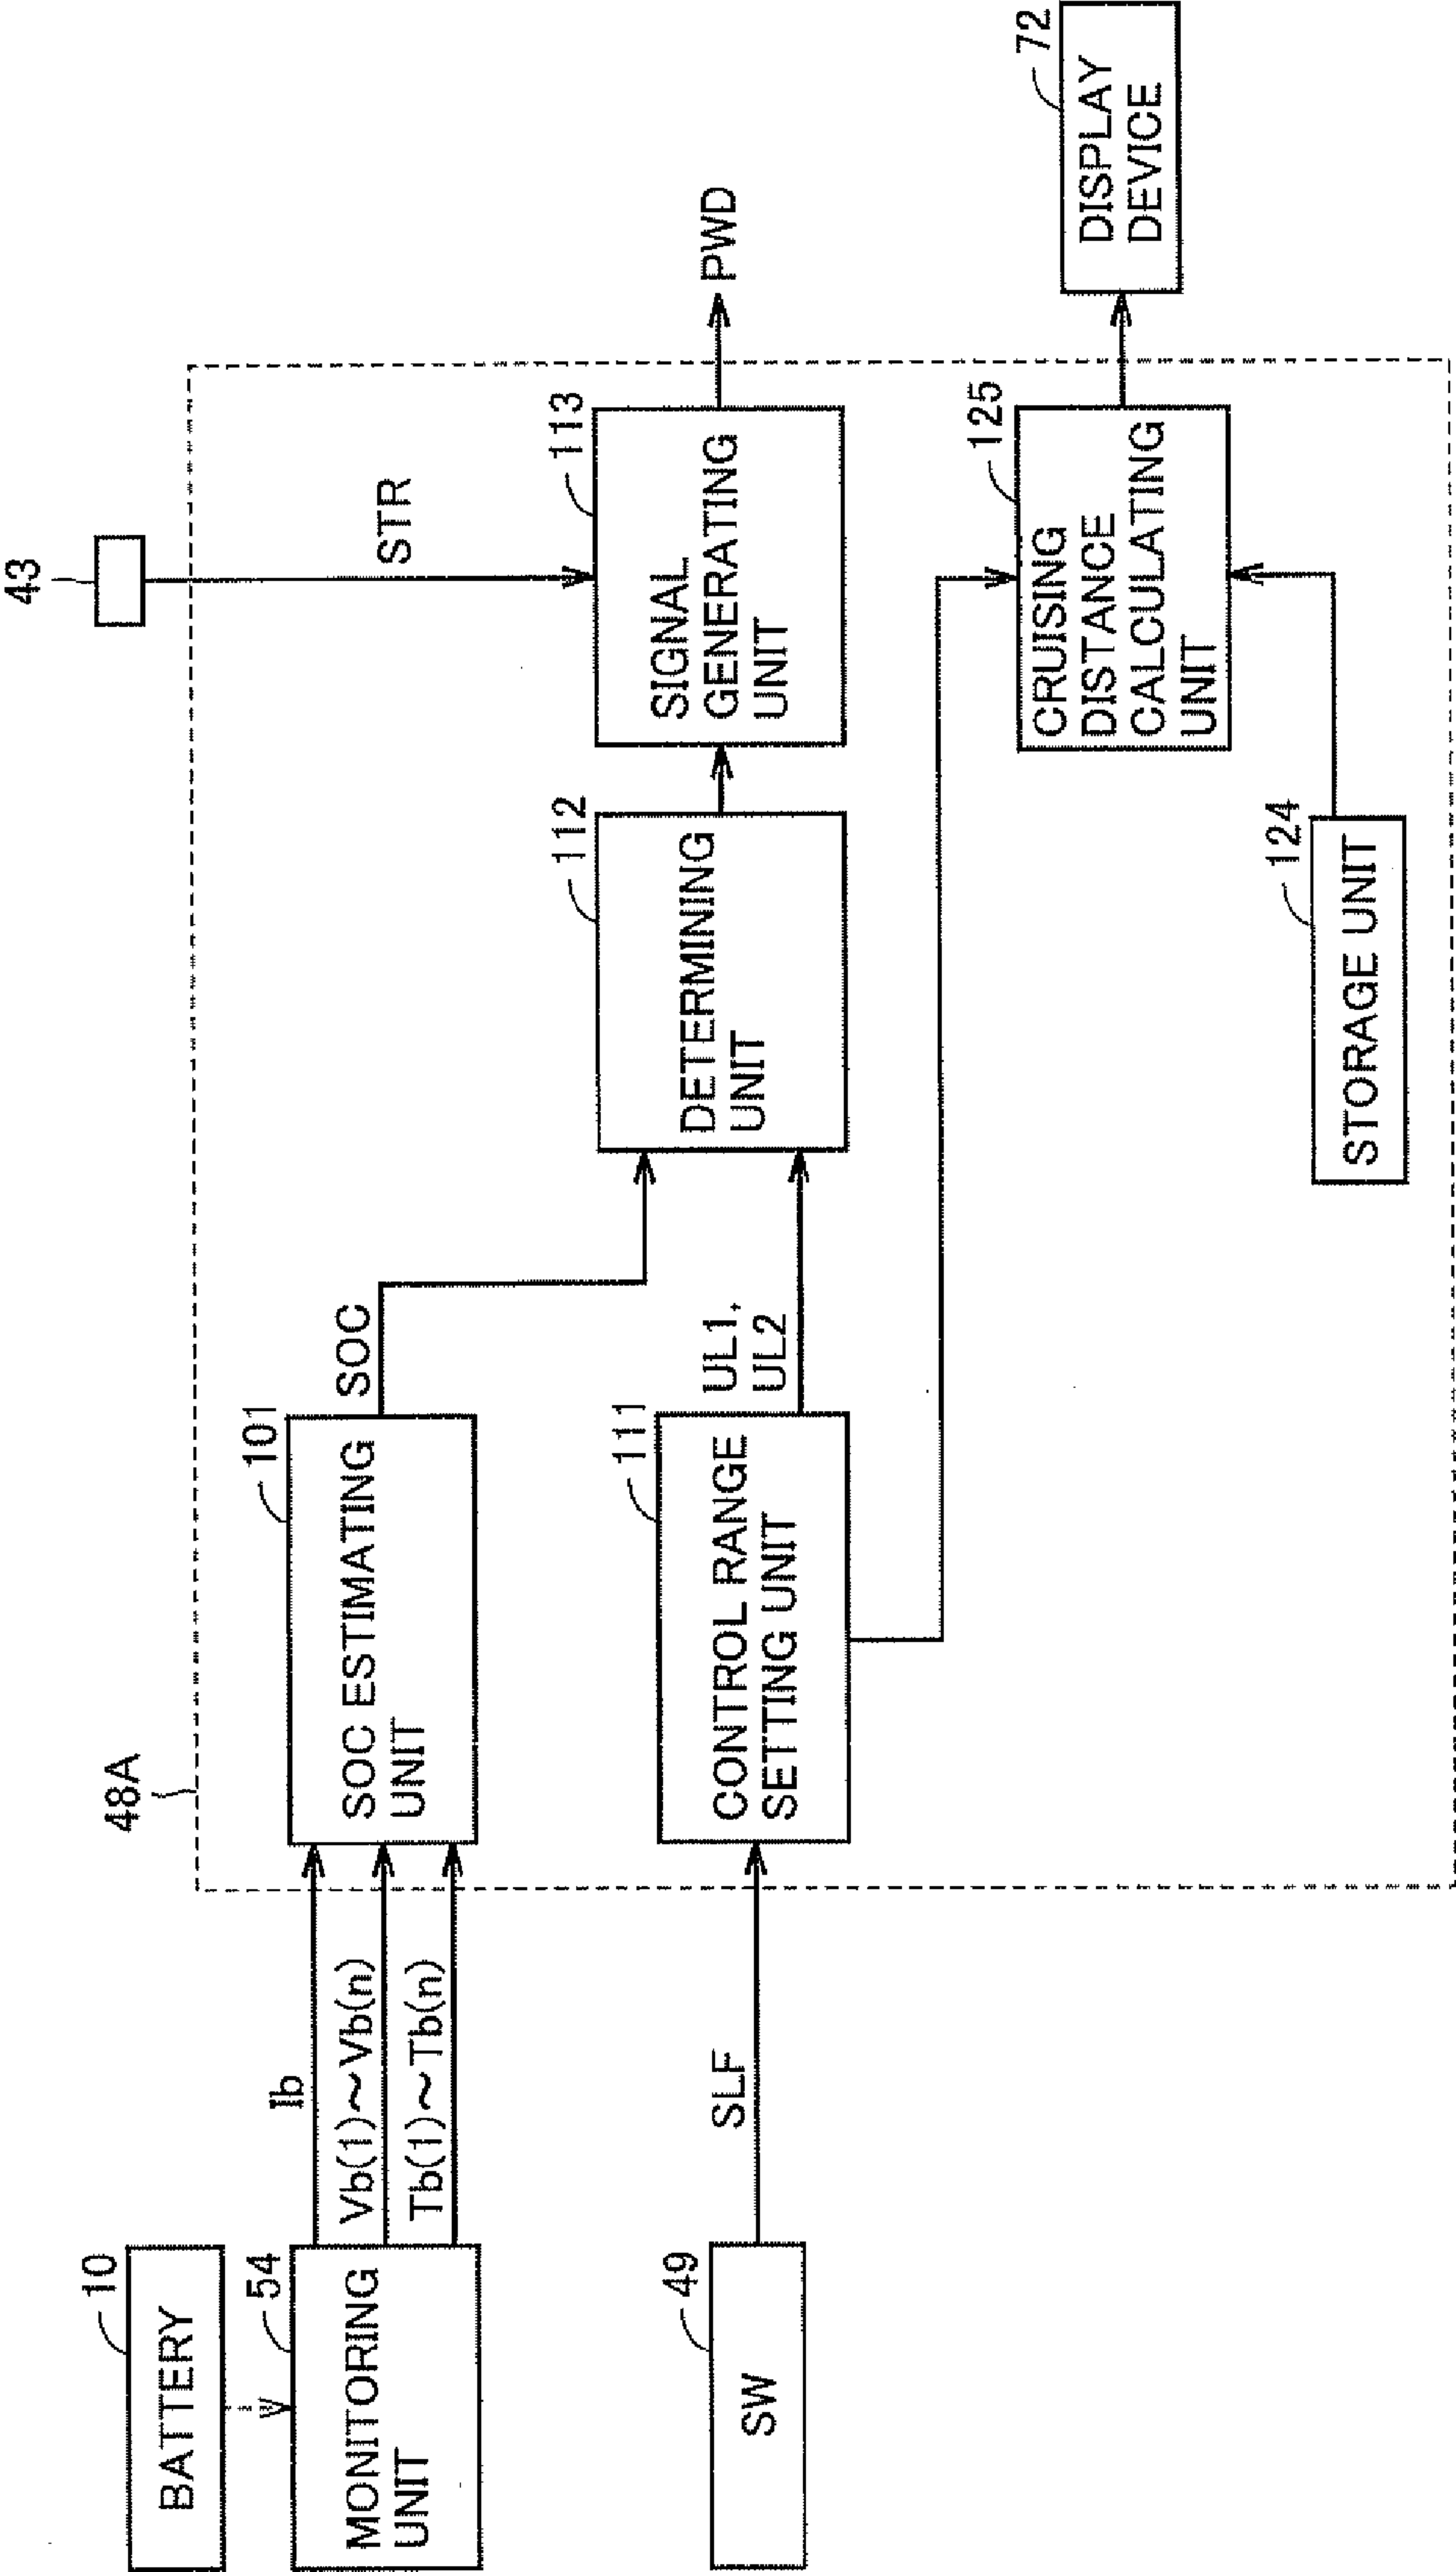 10
BATTERY
54
MONITORING
UNIT
Ib
Vb(1)~Vb(n)
Tb(1)~Tb(n)
49
SW
SLF
48A
101
SOC ESTIMATING
UNIT
SOC
111
CONTROL RANGE
SETTING UNIT
UL1,
UL2
112
DETERMINING
UNIT
43
STR
113
SIGNAL
GENERATING
UNIT
PWD
124
STORAGE UNIT
125
CRUISING
DISTANCE
CALCULATING
UNIT
72
DISPLAY
DEVICE